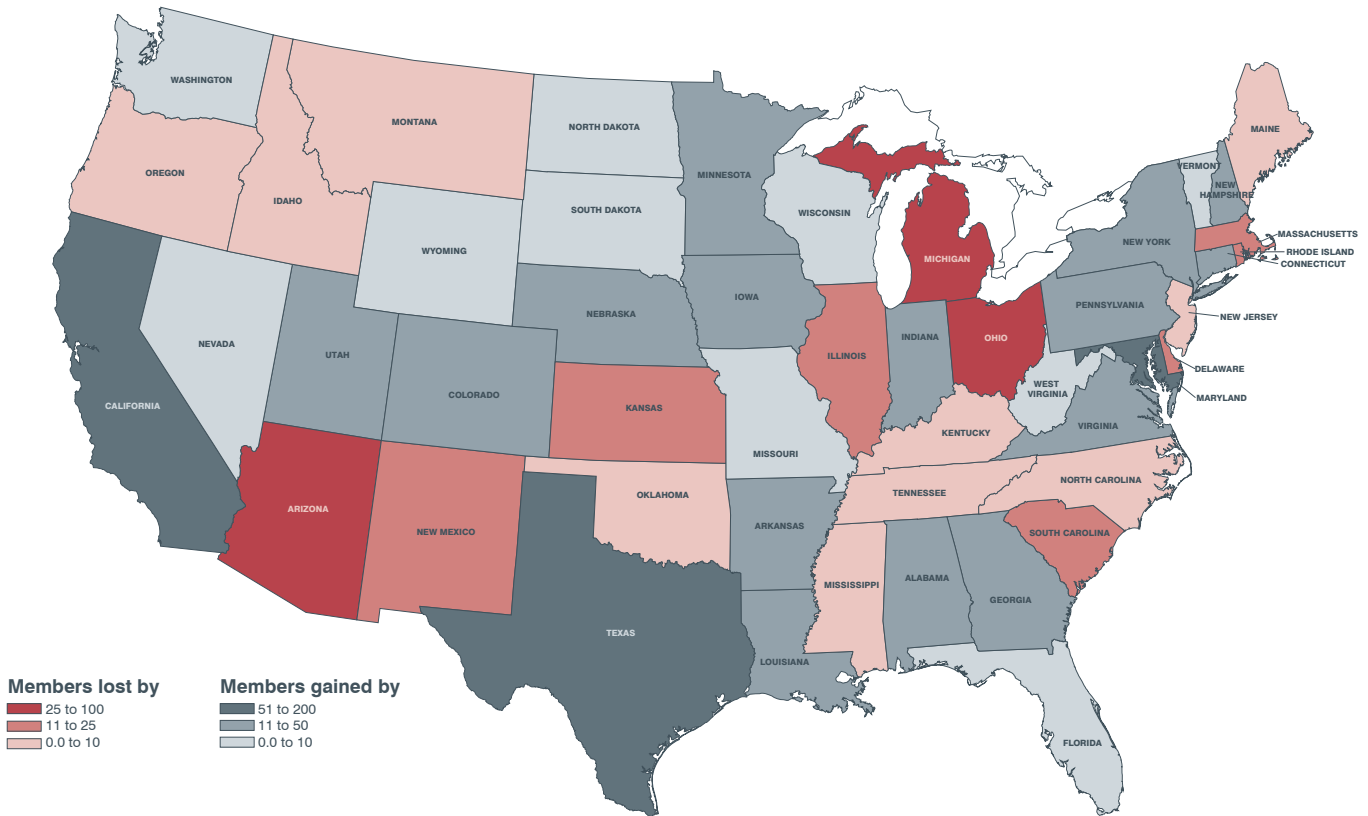 WASHINGTON
MONTANA
NORTH DAKOTA
MINNESOTA
MAINE
VERMONT
NEW
HAMPSHIRE
OREGON
IDAHO
SOUTH DAKOTA
WISCONSIN
MASSACHUSETTS
NEW YORK
RHODE ISLAND
WYOMING
MICHIGAN
CONNECTICUT
IOWA
PENNSYLVANIA
NEBRASKA
NEW JERSEY
NEVADA
UTAH
INDIANA
OHIO
ILLINOIS
DELAWARE
COLORADO
WEST
VIRGINIA
MARYLAND
CALIFORNIA
KANSAS
VIRGINIA
KENTUCKY
MISSOURI
NORTH CAROLINA
OKLAHOMA
TENNESSEE
ARIZONA
ARKANSAS
NEW MEXICO
SOUTH CAROLINA
MISSISSIPPI
ALABAMA
GEORGIA
TEXAS
LOUISIANA
FLORIDA
Members lost by
25 to 100
11 to 25
0.0 to 10
Members gained by
51 to 200
11 to 50
0.0 to 10